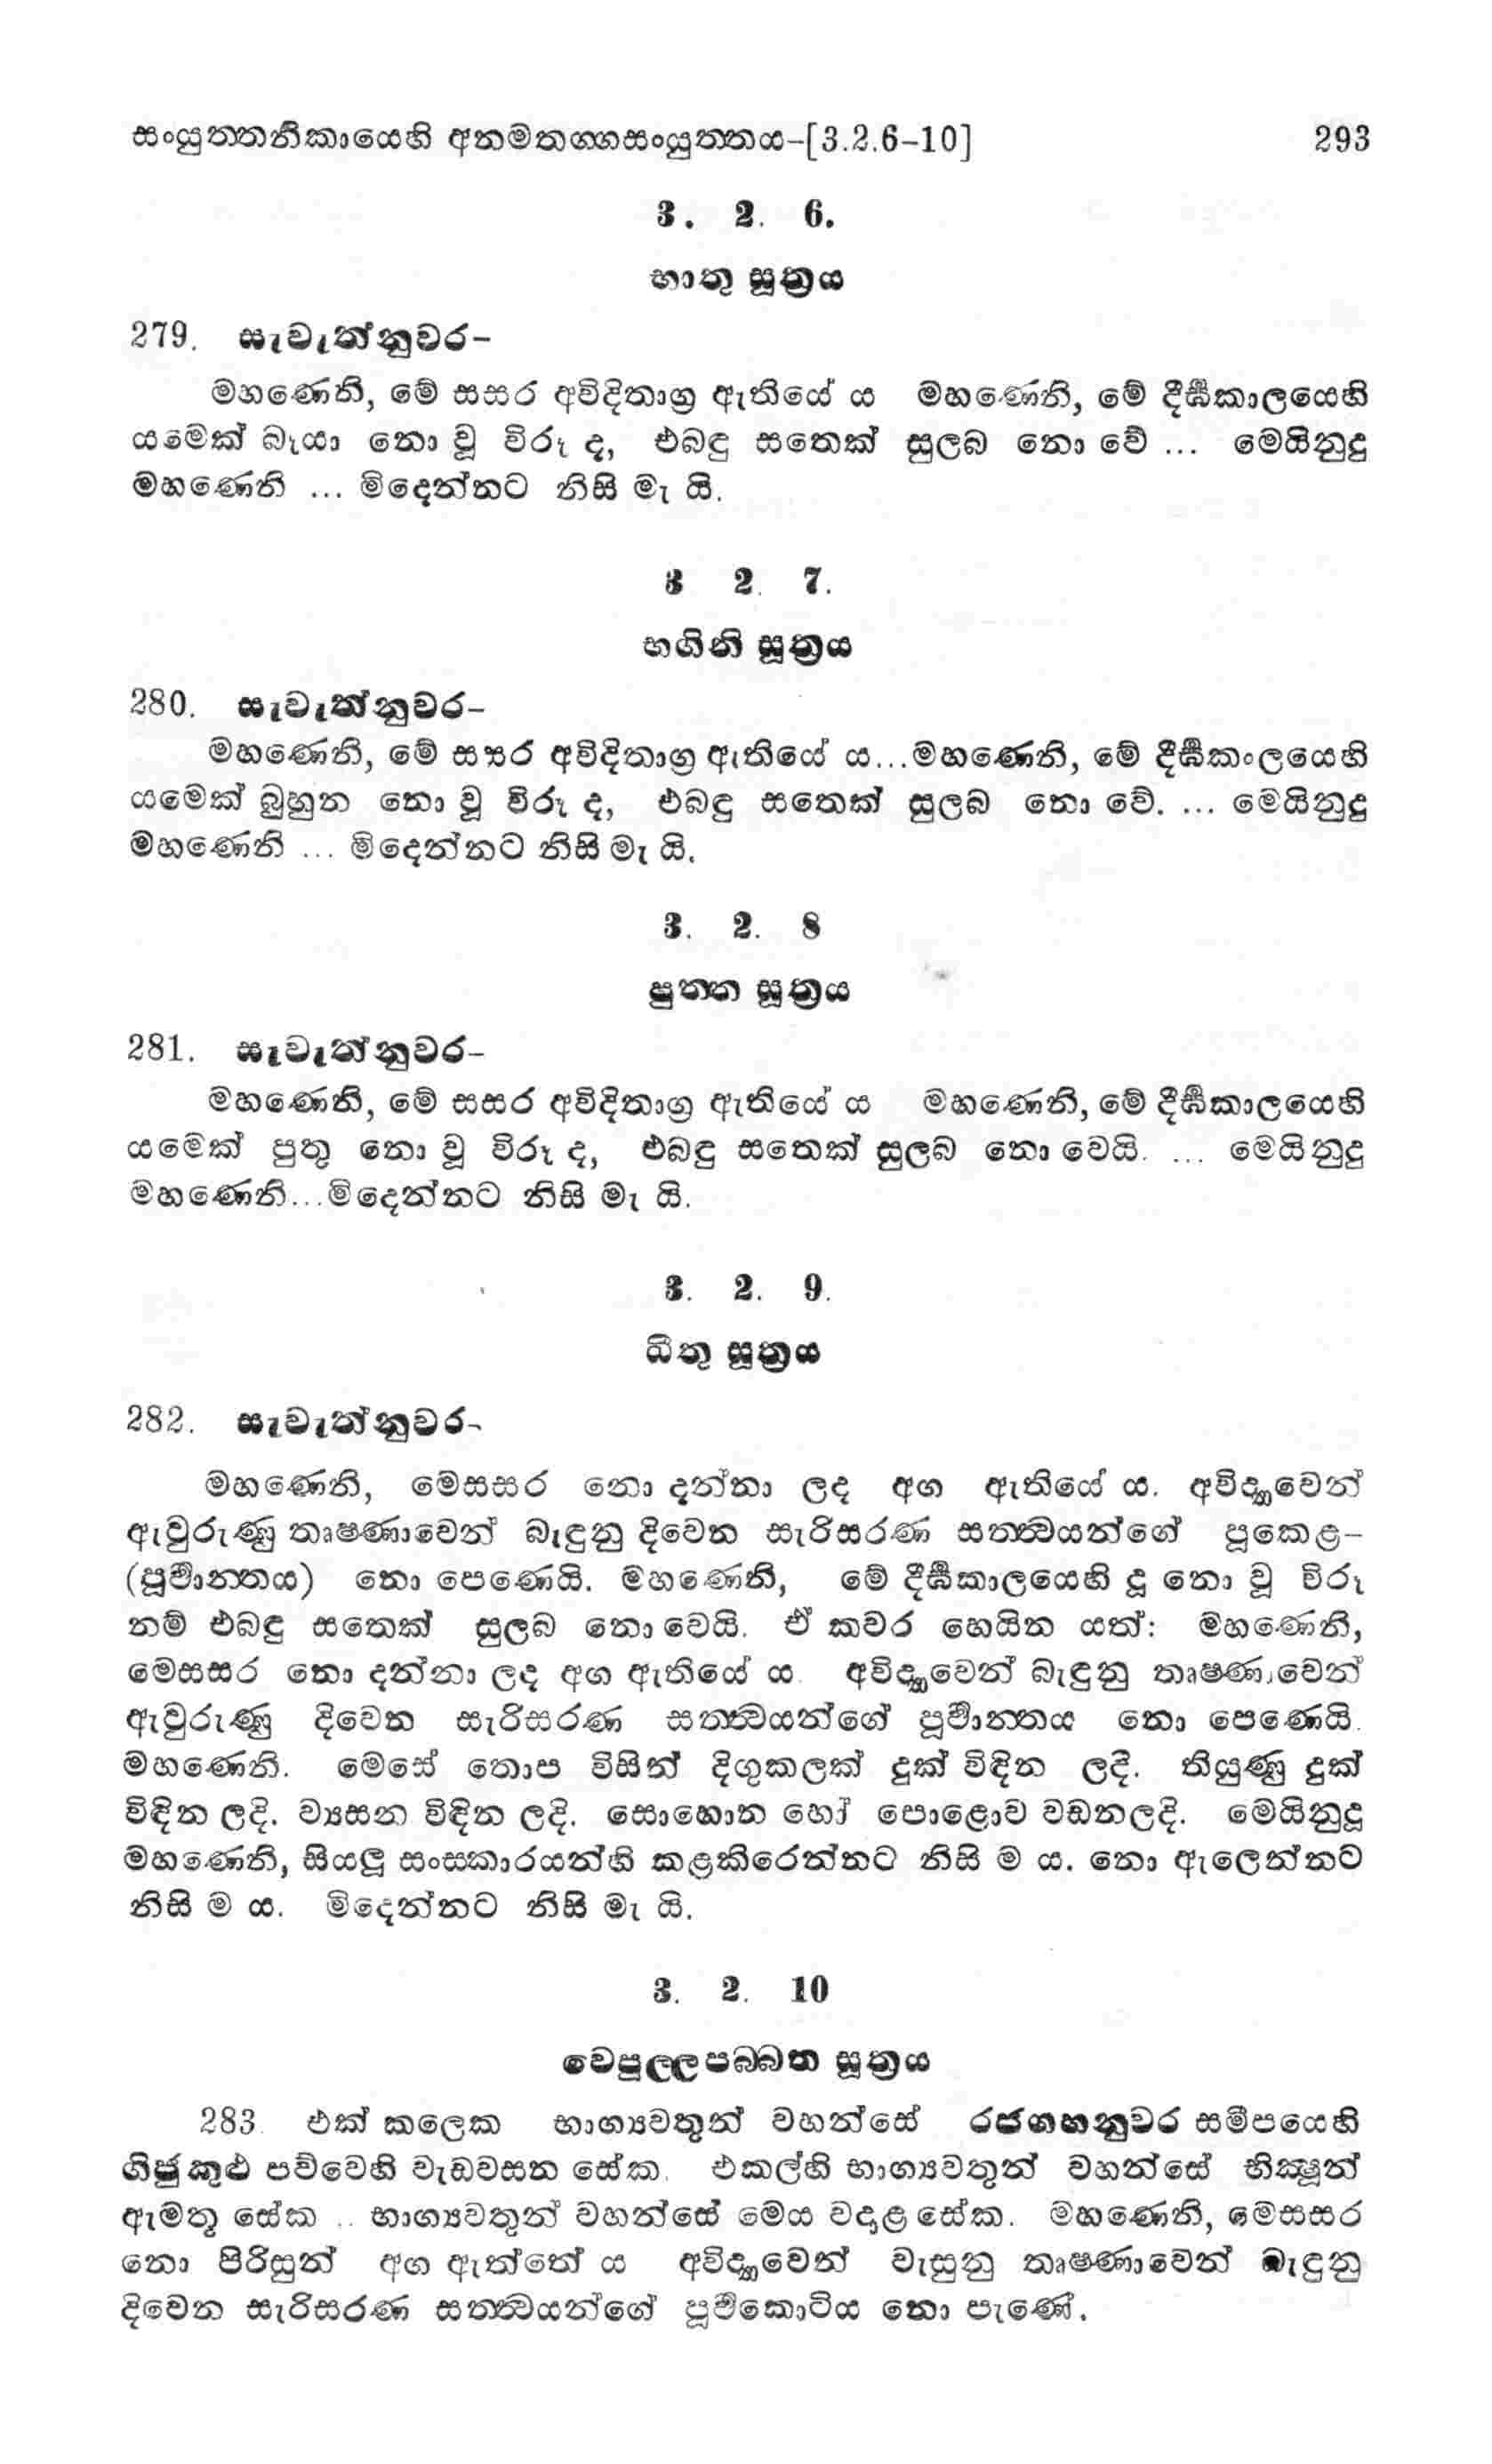 සංයුත්තනිකායෙහි අනමතග්ගසංයුත්තය-[3.2.6-10] 293
3. 2. 6.
භාතු සූත්‍රය
279. සැවැත්නුවර-
මහණෙනි, මේ සසර අවිදිතාග්‍ර ඇතියේ ය මහණෙනි, මේ දීර්‍ඝකාලයෙහි
යමෙක් බෑයා නො වූ විරූ ද, එබඳු සතෙක් සුලබ නො වේ ... මෙයිනුදු
මහණෙනි ... මිදෙන්නට නිසි මැ යි.
3 2. 7.
භගිනි සූත්‍රය
280. සැවැත්නුවර-
මහණෙනි, මේ සසර අවිදිතාග්‍ර ඇතියේ ය...මහණෙනි, මේ දීර්‍ඝකංලයෙහි
යමෙක් බුහුන නො වූ විරූ ද, එබඳු සතෙක් සුලබ නො වේ. ... මෙයිනුදු
මහණෙනි ... මිදෙන්නට නිසි මැ යි.
3. 2. 8
පුත්ත සූත්‍රය
281. සැවැත්නුවර-
මහණෙනි, මේ සසර අවිදිතාග්‍ර ඇතියේ ය මහණෙනි, මේ දීර්‍ඝකාලයෙහි
යමෙක් පුතු නො වූ විරූ ද, එබඳු සතෙක් සුලබ නො වෙයි. ... මෙයිනුදු
මහණෙනි...මිදෙන්නට නිසි මැ යි.
3. 2. 9.
ධීතු සූත්‍රය
282. සැවැත්නුවර-
මහණෙනි, මෙසසර නො දන්නා ලද අග ඇතියේ ය. අවිද්‍යාවෙන්
ඇවුරුණු තෘෂ්ණාවෙන් බැඳුනු දිවෙන සැරිසරණ සත්ත්‍වයන්ගේ පූකෙළ-
(පූර්‍වාන්තය) නො පෙණෙයි. මහණෙනි, මේ දීර්‍ඝකාලයෙහි දූ නො වූ විරූ
නම් එබඳු සතෙක් සුලබ නො වෙයි. ඒ කවර හෙයින යත්: මහණෙනි,
මෙසසර නො දන්නා ලද අග ඇතියේ ය. අවිද්‍යාවෙන් බැඳුනු තෘෂ්ණාවෙන්
ඇවුරුණු දිවෙන සැරිසරණ සත්ත්‍වයන්ගේ පූර්‍වාන්තය නො පෙණෙයි.
මහණෙනි. මෙසේ තොප විසින් දිගුකලක් දුක් විඳින ලදි. තියුණු දුක්
විඳින ලදි. ව්‍යසන විඳින ලදි. සොහොන හෝ පොළොව වඩනලදි. මෙයිනුදු
මහණෙනි, සියලු සංස්කාරයන්හි කළකිරෙන්නට නිසි ම ය. නො ඇලෙන්නට
නිසි ම ය. මිදෙන්නට නිසි මැ යි.
3. 2. 10
වෙපුල්ලපබ්බත සූත්‍රය
283. එක් කලෙක භාග්‍යවතුන් වහන්සේ රජගහනුවර සමීපයෙහි
ගිජුකුළු පව්වෙහි වැඩවසන සේක. එකල්හි භාග්‍යවතුන් වහන්සේ භික්‍ෂූන්
ඇමතූ සේක .. භාග්‍යවතුන් වහන්සේ මෙය වදාළ සේක. මහණෙනි, මෙසසර
නො පිරිසුන් අග ඇත්තේ ය අවිද්‍යාවෙන් වැසුනු තෘෂ්ණාවෙන් බැඳුනු
දිවෙන සැරිසරණ සත්ත්‍වයන්ගේ පූර්‍වකොටිය නො පැණේ.